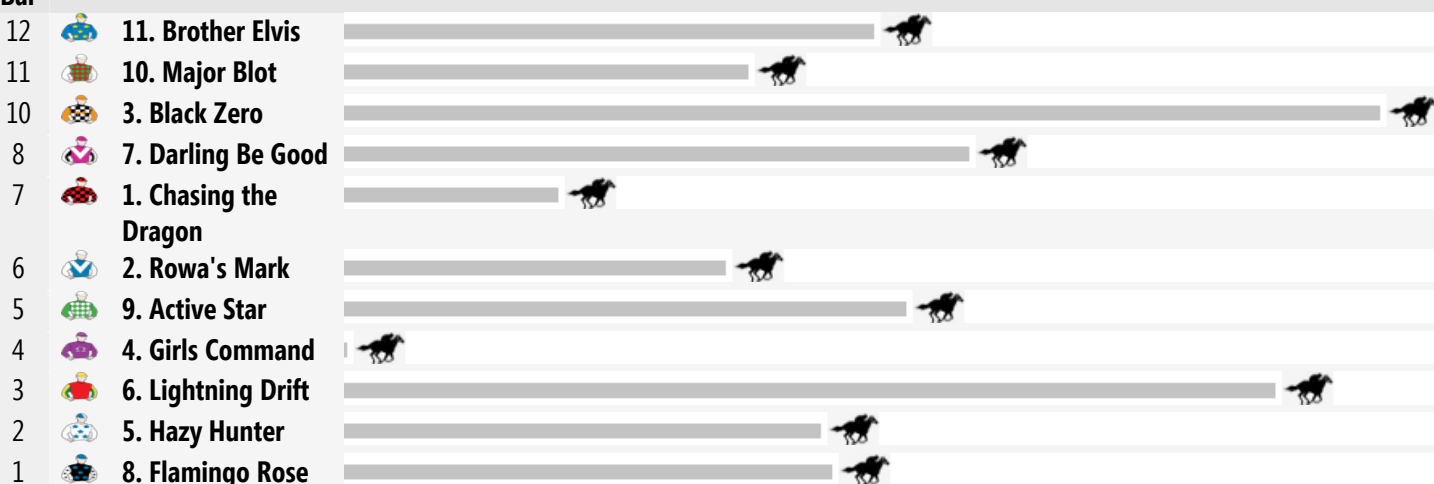 12 11. Brother Elvis
11 10. Major Blot
10 3. Black Zero
8 7. Darling Be Good
7 1. Chasing the
Dragon
6 2. Rowa's Mark
5 9. Active Star
4 4. Girls Command
3 6. Lightning Drift
2 5. Hazy Hunter
1 8. Flamingo Rose